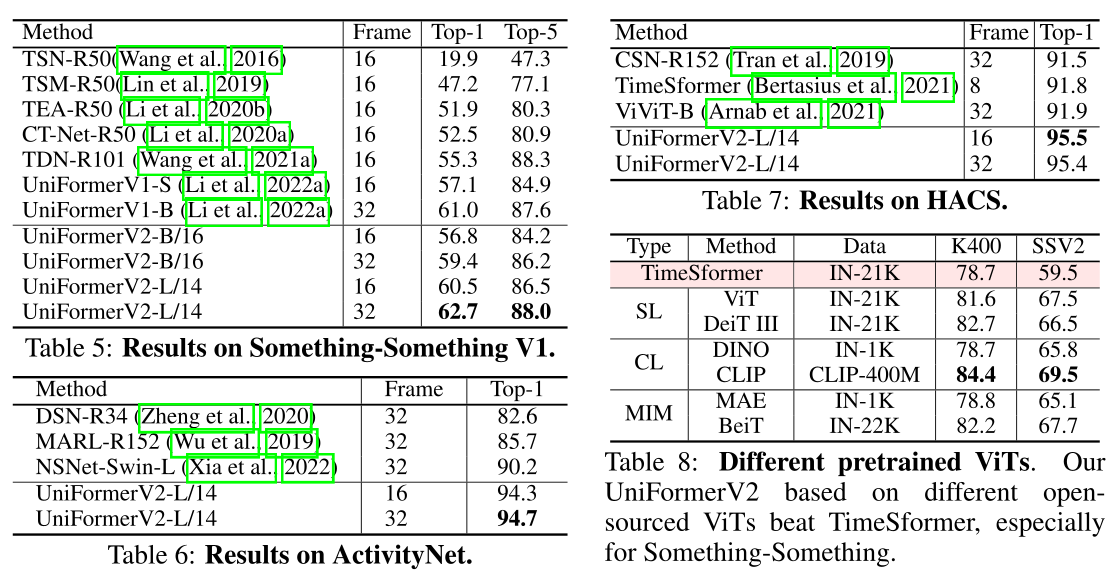 Method Frame Top-1 Top-5
TSN-R50(Wang et al., 2016) 16 19.9 47.3
TSM-R50(Lin et al., 2019) 16 47.2 77.1
TEA-R50 (Li et al., 2020b) 16 51.9 80.3
CT-Net-R50 (Li et al., 2020a) 16 52.5 80.9
TDN-R101 (Wang et al., 2021a) 16 55.3 88.3
UniFormerV1-S (Li et al., 2022a) 16 57.1 84.9
UniFormerV1-B (Li et al., 2022a) 32 61.0 87.6
UniFormerV2-B/16 16 56.8 84.2
UniFormerV2-B/16 32 59.4 86.2
UniFormerV2-L/14 16 60.5 86.5
UniFormerV2-L/14 32 62.7 88.0
Table 5: Results on Something-Something V1.
Method Frame Top-1
DSN-R34 (Zheng et al., 2020) 32 82.6
MARL-R152 (Wu et al., 2019) 32 85.7
NSNet-Swin-L (Xia et al., 2022) 32 90.2
UniFormerV2-L/14 16 94.3
UniFormerV2-L/14 32 94.7
Table 6: Results on ActivityNet.
Method Frame Top-1
CSN-R152 (Tran et al., 2019) 32 91.5
TimeSformer (Bertasius et al., 2021) 8 91.8
ViViT-B (Arnab et al., 2021) 32 91.9
UniFormerV2-L/14 16 95.5
UniFormerV2-L/14 32 95.4
Table 7: Results on HACS.
Type Method Data K400 SSV2
TimeSformer IN-21K 78.7 59.5
SL ViT IN-21K 81.6 67.5
DeiT III IN-21K 82.7 66.5
CL DINO IN-1K 78.7 65.8
CLIP CLIP-400M 84.4 69.5
MIM MAE IN-1K 78.8 65.1
BeiT IN-22K 82.2 67.7
Table 8: Different pretrained ViTs. Our
UniFormerV2 based on different open-
sourced ViTs beat TimeSformer, especially
for Something-Something.